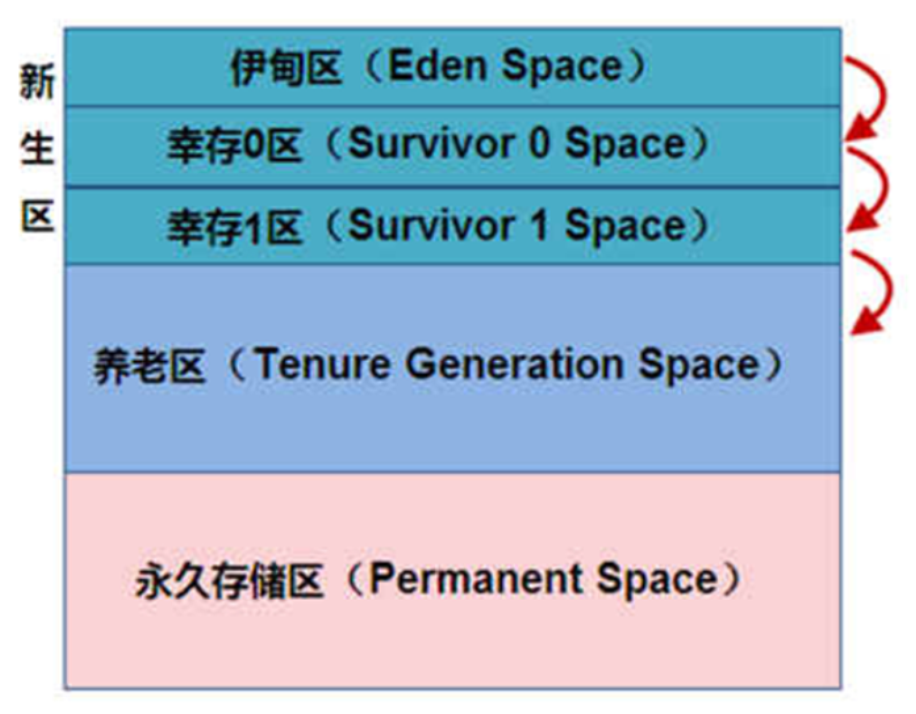 新生区
伊甸区（Eden Space）
幸存0区（Survivor 0 Space）
幸存1区（Survivor 1 Space）
养老区（Tenure Generation Space）
永久存储区（Permanent Space）